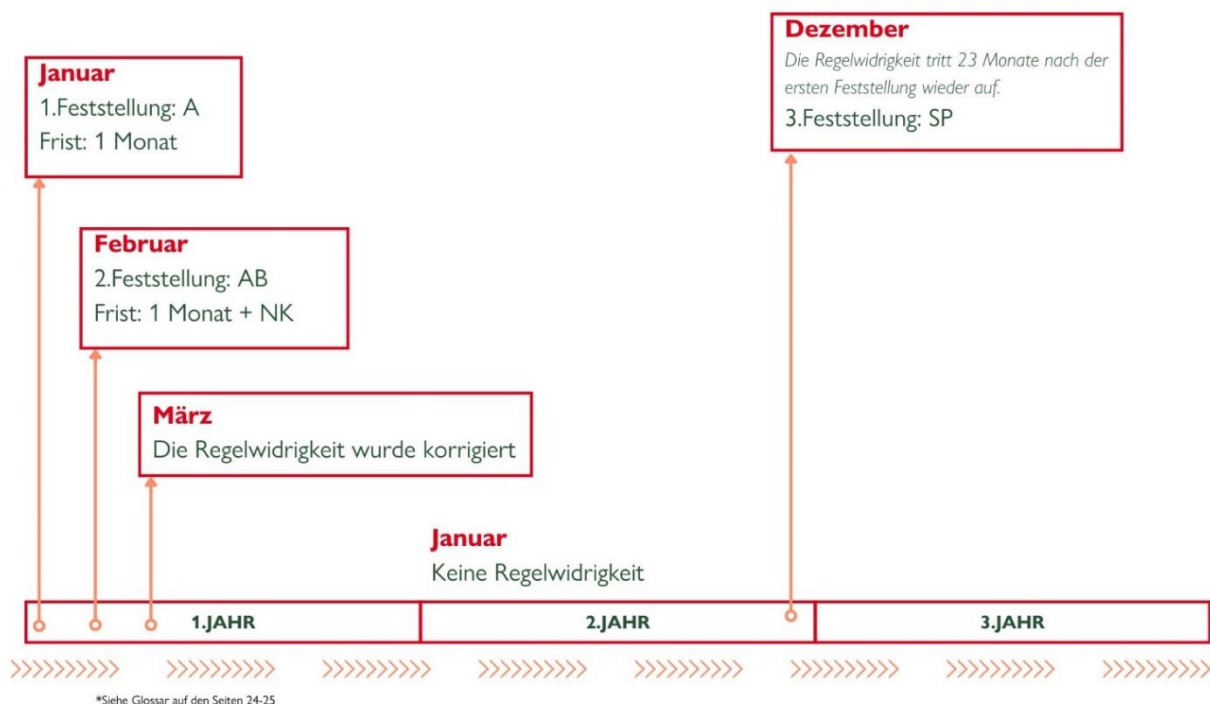 Januar
1.Feststellung: A
Frist: 1 Monat
Februar
2.Feststellung: AB
Frist: 1 Monat + NK
März
Die Regelwidrigkeit wurde korrigiert
Januar
Keine Regelwidrigkeit
Dezember
Die Regelwidrigkeit tritt 23 Monate nach der
ersten Feststellung wieder auf.
3.Feststellung: SP
1.JAHR
2.JAHR
3.JAHR
*Siehe Glossar auf den Seiten 24-25